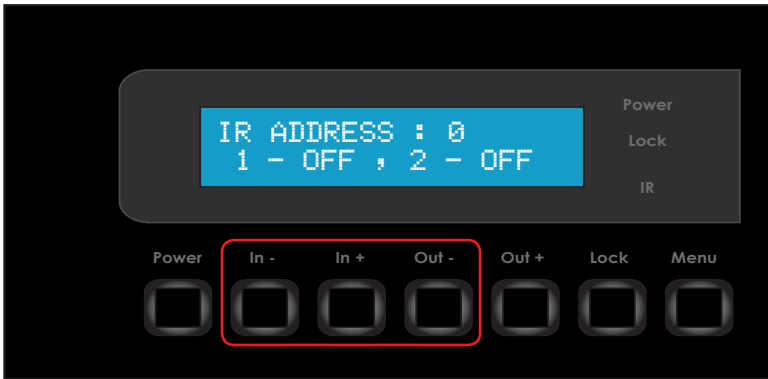 IR ADDRESS : 0
1 - OFF , 2 - OFF
Power
Lock
IR
Power In - In + Out - Out + Lock Menu